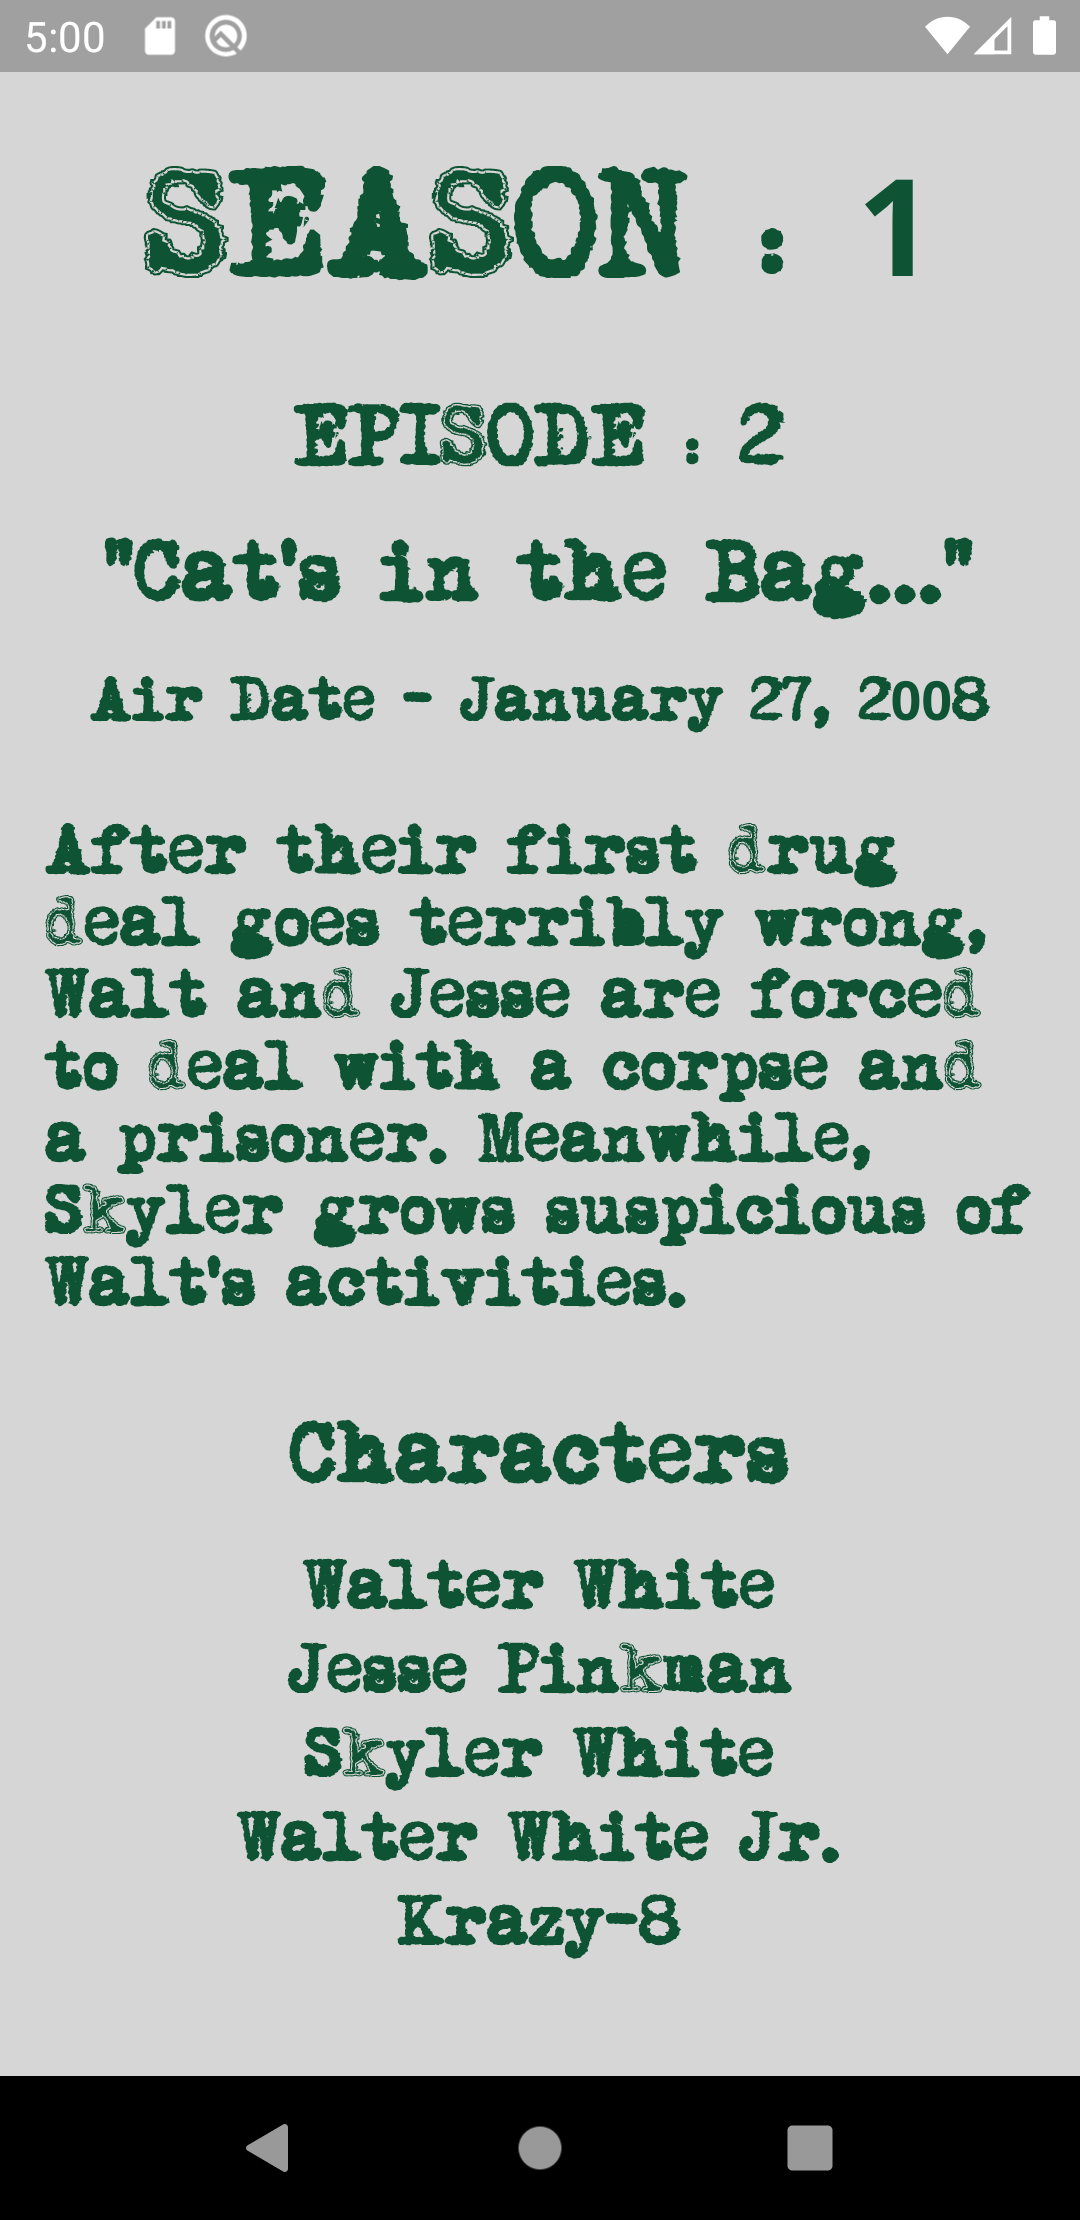 5:00
SEASON : 1
EPISODE : 2
"Cat's in the Bag..."
Air Date - January 27, 2008
After their first drug
deal goes terribly wrong,
Walt and Jesse are forced
to deal with a corpse and
a prisoner. Meanwhile,
Skyler grows suspicious of
Walt's activities.
Characters
Walter White
Jesse Pinkman
Skyler White
Walter White Jr.
Krazy-8